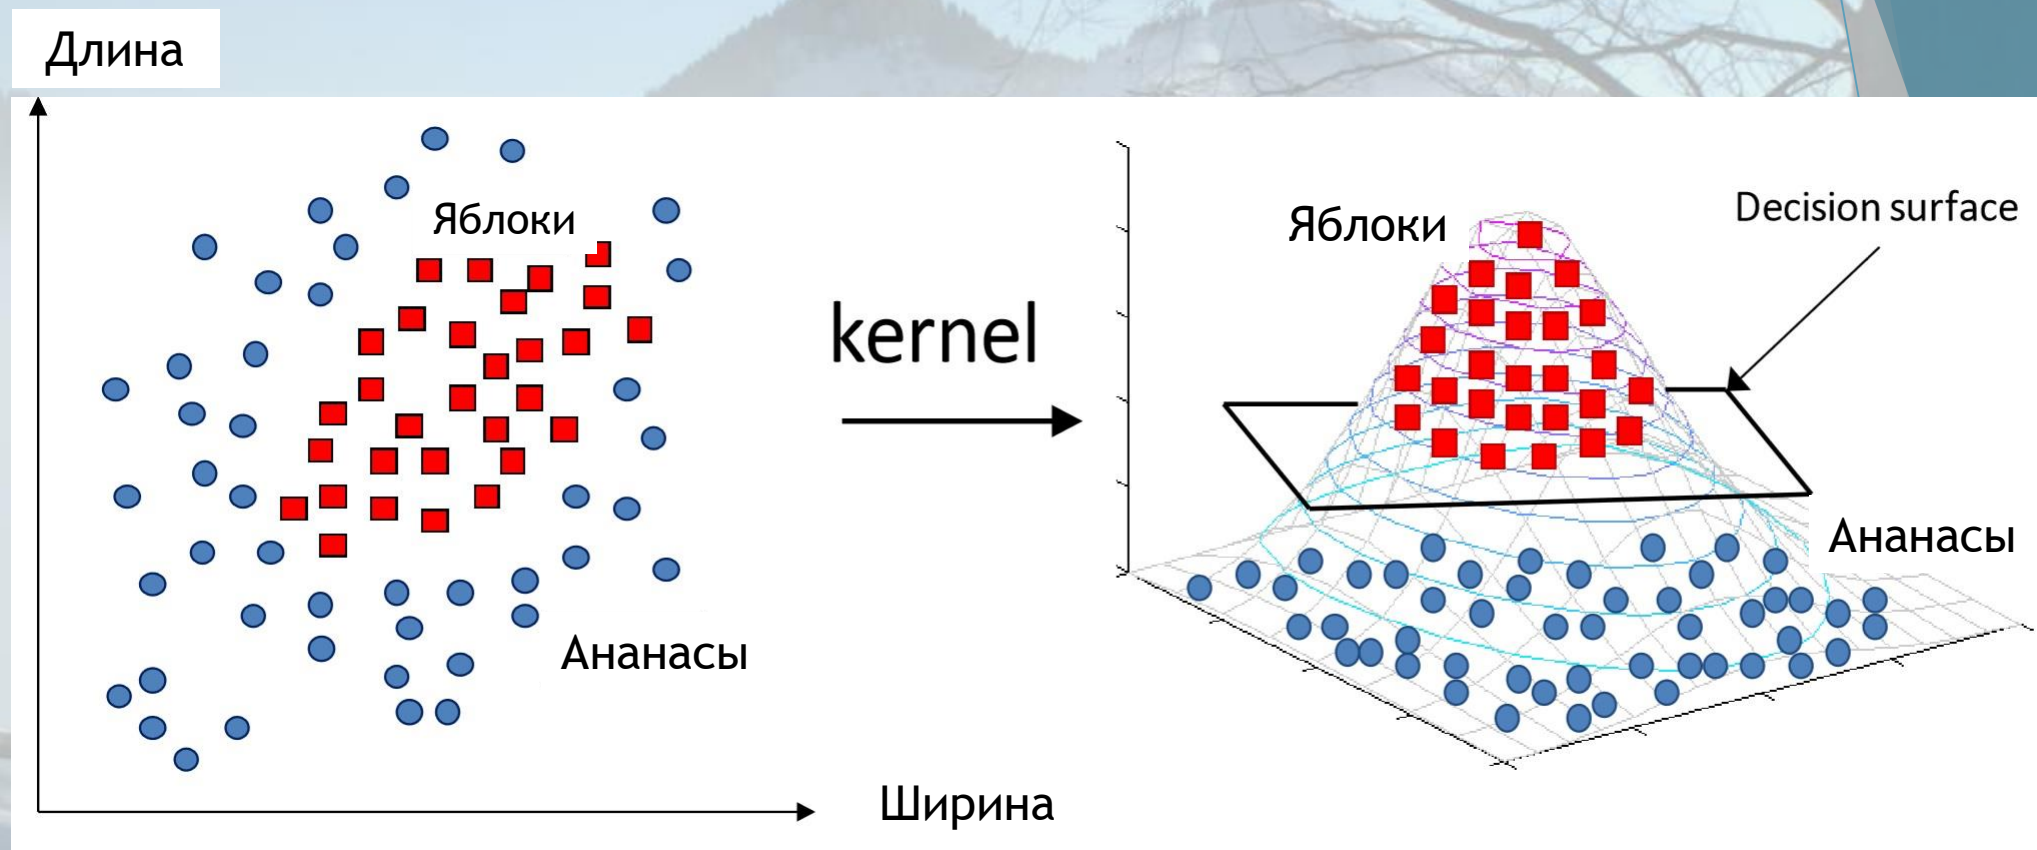 Длина
Яблоки
Ананасы
Ширина
kernel
Яблоки
Decision surface
Ананасы